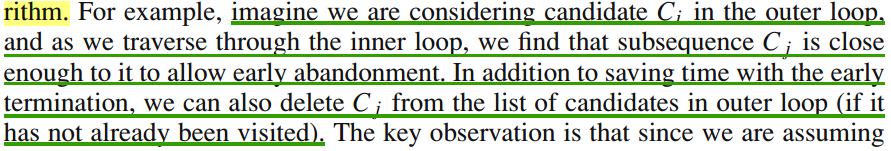 rithm. For example, imagine we are considering candidate Ci in the outer loop,
and as we traverse through the inner loop, we find that subsequence Cj is close
enough to it to allow early abandonment. In addition to saving time with the early
termination, we can also delete Cj from the list of candidates in outer loop (if it
has not already been visited). The key observation is that since we are assuming